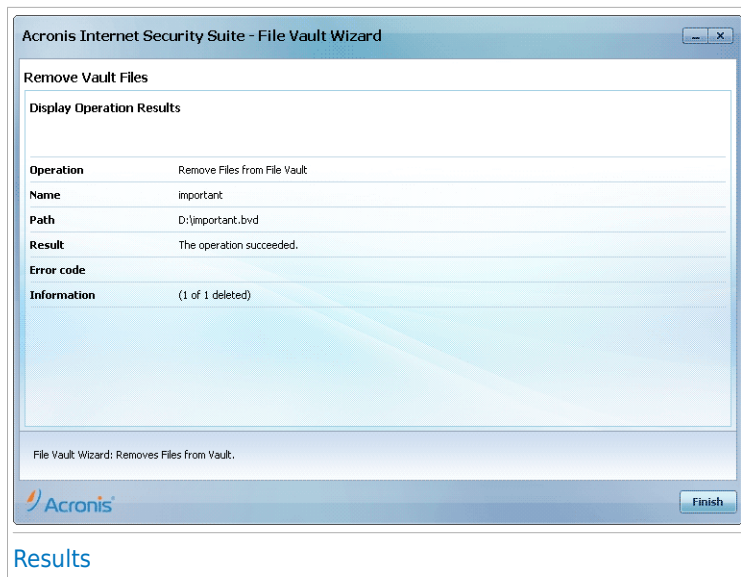 Acronis Internet Security Suite - File Vault Wizard
Remove Vault Files
Display Operation Results
Operation Remove Files from File Vault
Name important
Path D:\important.bvd
Result The operation succeeded.
Error code
Information (1 of 1 deleted)
File Vault Wizard: Removes Files from Vault.
Acronis
Finish
Results